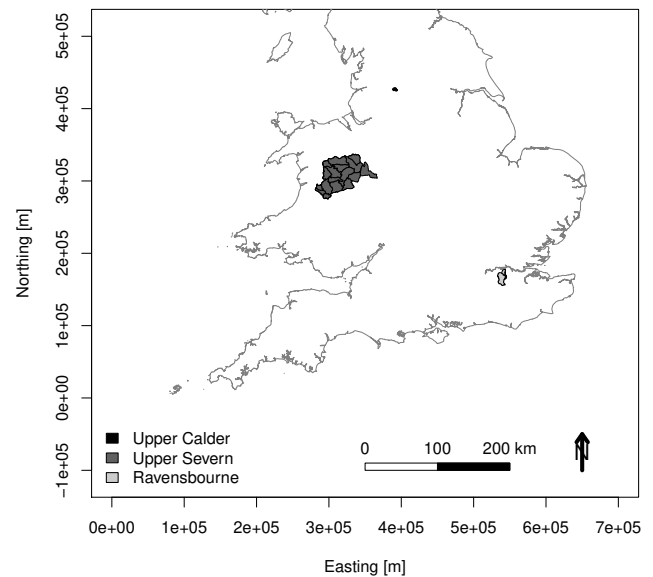 Northing [m]
5e+05
4e+05
3e+05
2e+05
1e+05
0e+00
−1e+05
Upper Calder
Upper Severn
Ravensbourne
0 100 200 km
N
0e+00 1e+05 2e+05 3e+05 4e+05 5e+05 6e+05 7e+05
Easting [m]